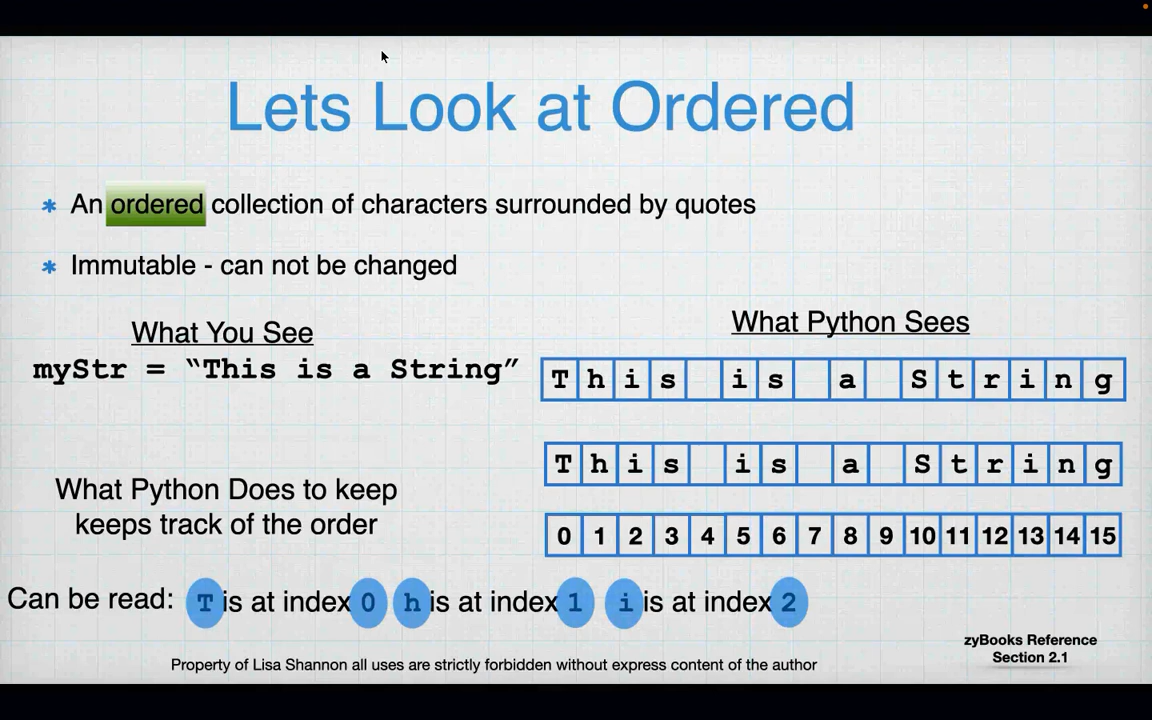 Lets Look at Ordered
* An ordered collection of characters surrounded by quotes
* Immutable - can not be changed
What You See
myStr = “This is a String”
What Python Sees
T h i s   i s   a   S t r i n g
What Python Does to keep
keeps track of the order
T h i s   i s   a   S t r i n g
0 1 2 3 4 5 6 7 8 9 10 11 12 13 14 15
Can be read: T is at index 0 h is at index 1 i is at index 2
zyBooks Reference
Section 2.1
Property of Lisa Shannon all uses are strictly forbidden without express content of the author